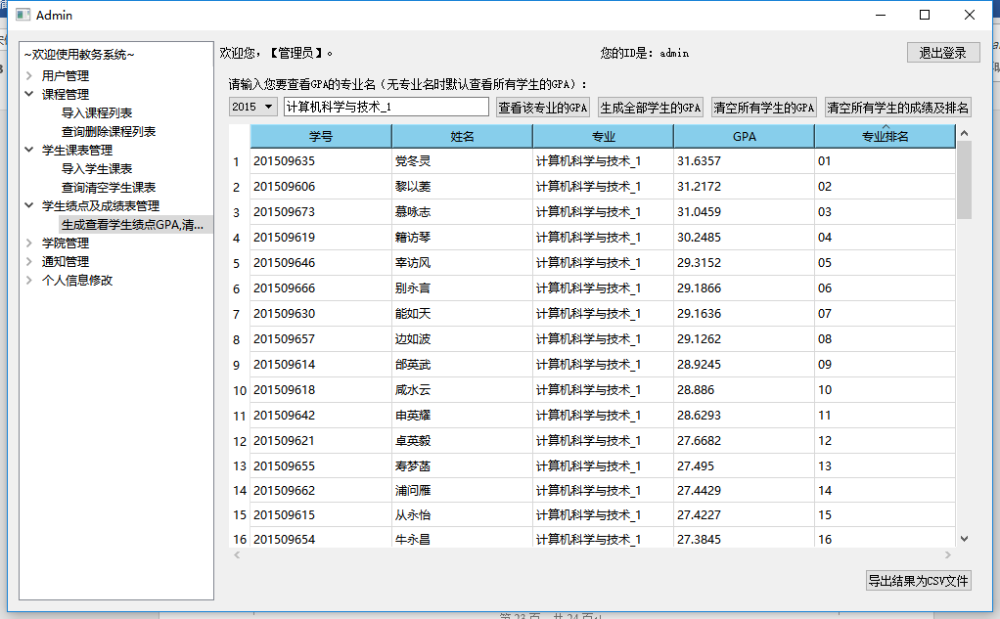 Admin
~欢迎使用教务系统~
用户管理
课程管理
导入课程列表
查询删除课程列表
学生课表管理
导入学生课表
查询清空学生课表
学生绩点及成绩表管理
生成查看学生绩点GPA,清...
学院管理
通知管理
个人信息修改
欢迎您，【管理员】。 您的ID是: admin 退出登录
请输入您要查看GPA的专业名（无专业名时默认查看所有学生的GPA）:
2015 计算机科学与技术_1 查看该专业的GPA 生成全部学生的GPA 清空所有学生的GPA 清空所有学生的成绩及排名
学号 姓名 专业 GPA 专业排名
1 201509635 党冬灵 计算机科学与技术_1 31.6357 01
2 201509606 黎以菱 计算机科学与技术_1 31.2172 02
3 201509673 慕咏志 计算机科学与技术_1 31.0459 03
4 201509619 籍访琴 计算机科学与技术_1 30.2485 04
5 201509646 宰访风 计算机科学与技术_1 29.3152 05
6 201509666 别永言 计算机科学与技术_1 29.1866 06
7 201509630 能如天 计算机科学与技术_1 29.1636 07
8 201509657 边如波 计算机科学与技术_1 29.1262 08
9 201509614 邰英武 计算机科学与技术_1 28.9245 09
10 201509618 咸水云 计算机科学与技术_1 28.886 10
11 201509642 申英耀 计算机科学与技术_1 28.6293 11
12 201509621 卓英毅 计算机科学与技术_1 27.6682 12
13 201509655 寿梦菡 计算机科学与技术_1 27.495 13
14 201509662 浦问雁 计算机科学与技术_1 27.4429 14
15 201509615 从永怡 计算机科学与技术_1 27.4227 15
16 201509654 牛永昌 计算机科学与技术_1 27.3845 16
导出结果为CSV文件